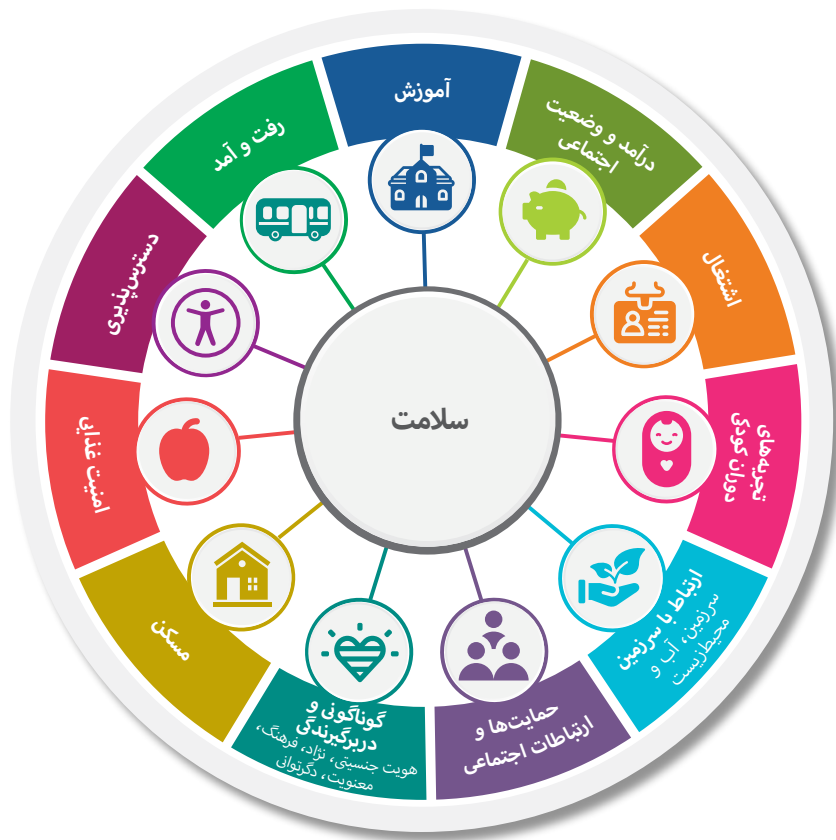 آموزش
درآمد و وضعیت
اجتماعی
اشتغال
تجربه‌های
دوران کودکی
ارتباط با سرزمین
سرزمین، آب و
محیط‌زیست
حمایت‌ها و
ارتباطات اجتماعی
گوناگونی و
دربرگیرندگی
هویت جنسیتی، نژاد، فرهنگ،
معنویت، دگرتوانی
مسکن
امنیت غذایی
دسترس‌پذیری
رفت و آمد
سلامت